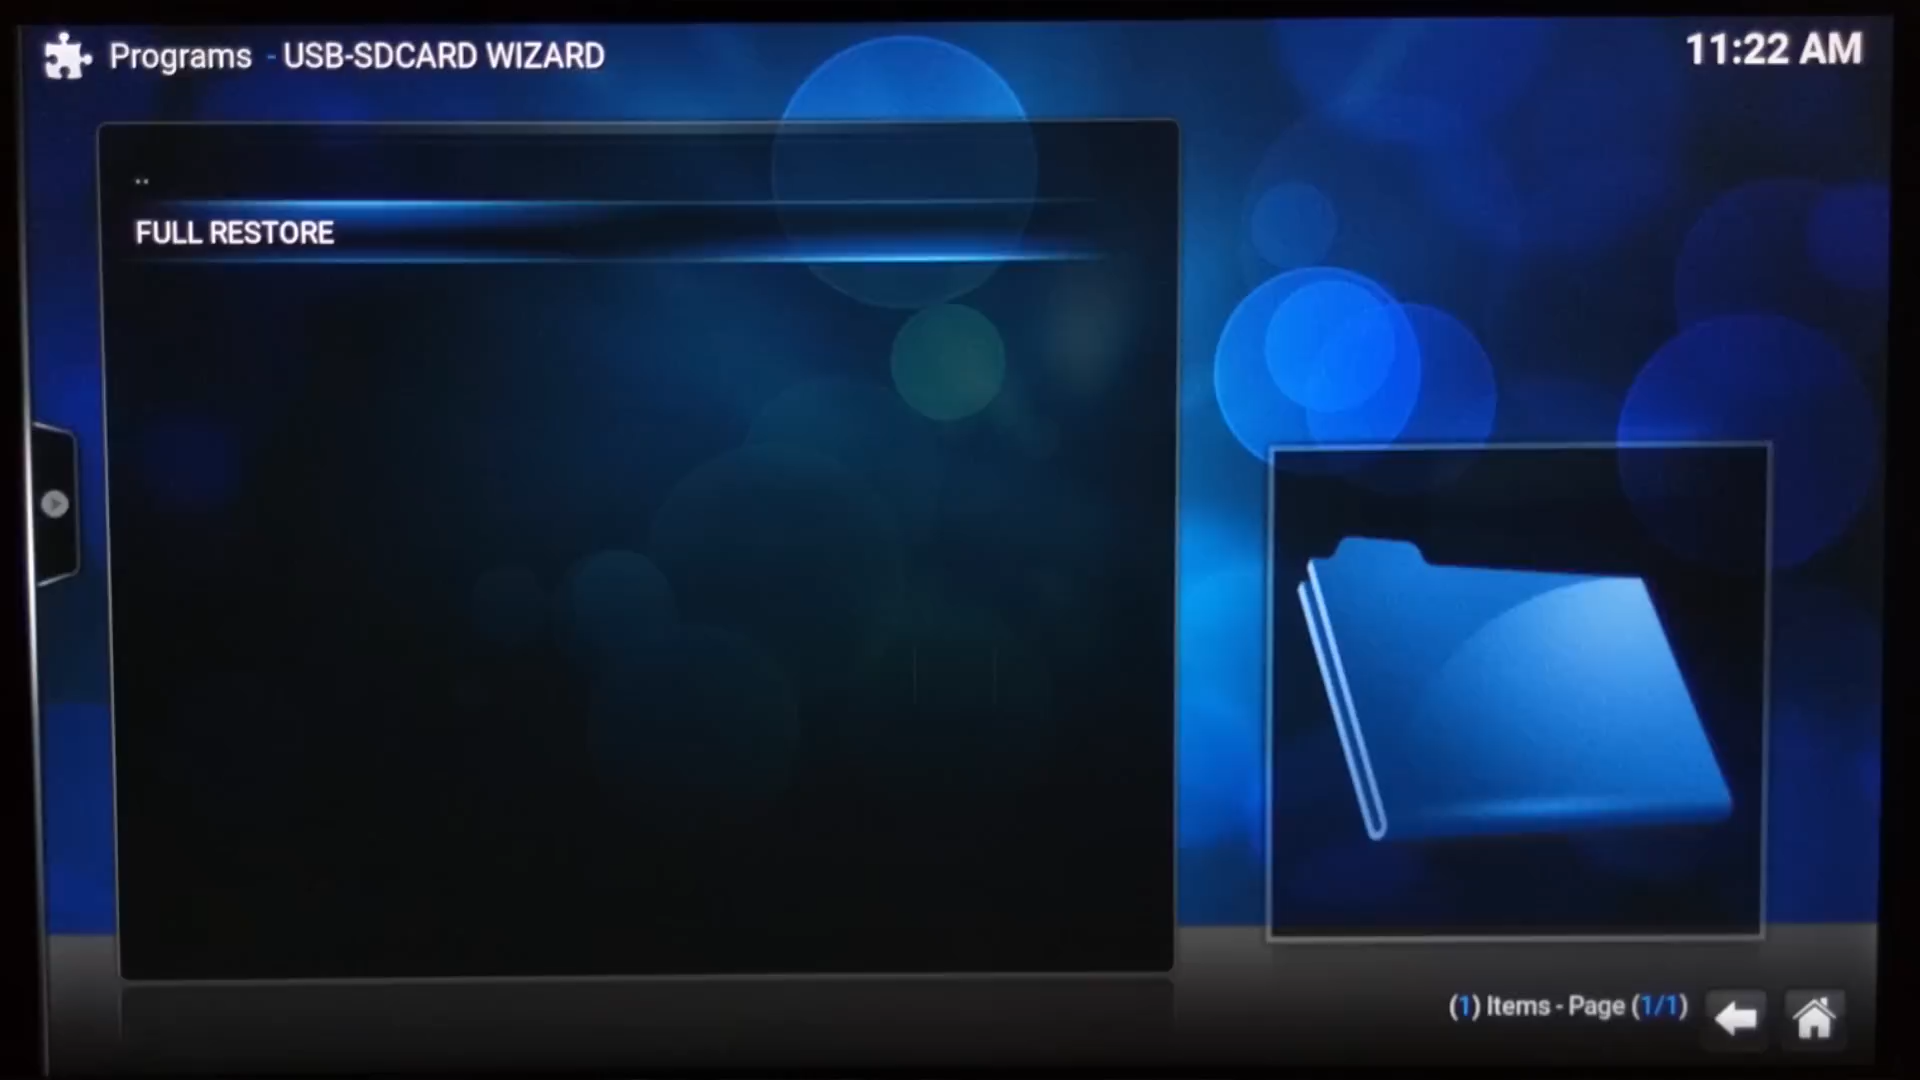 Programs - USB-SDCARD WIZARD
11:22 AM
..
FULL RESTORE
(1) Items - Page (1/1)